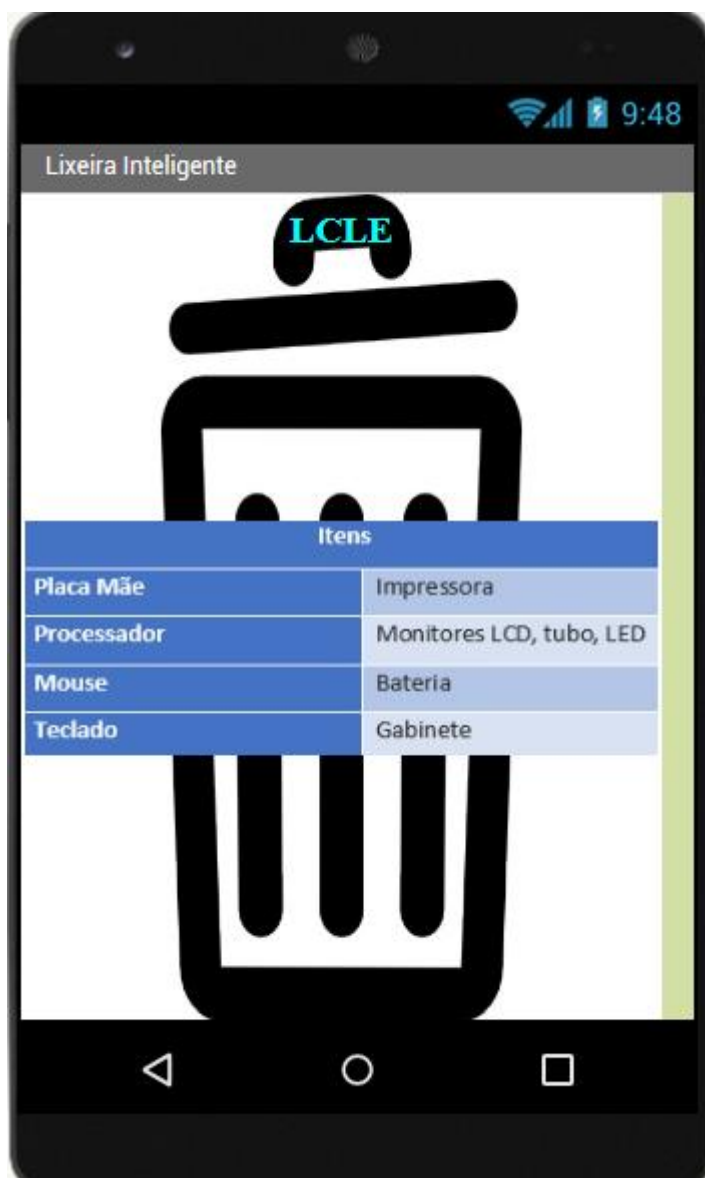 9:48
Lixeira Inteligente
LCLE
Itens
Placa Mãe Impressora
Processador Monitores LCD, tubo, LED
Mouse Bateria
Teclado Gabinete